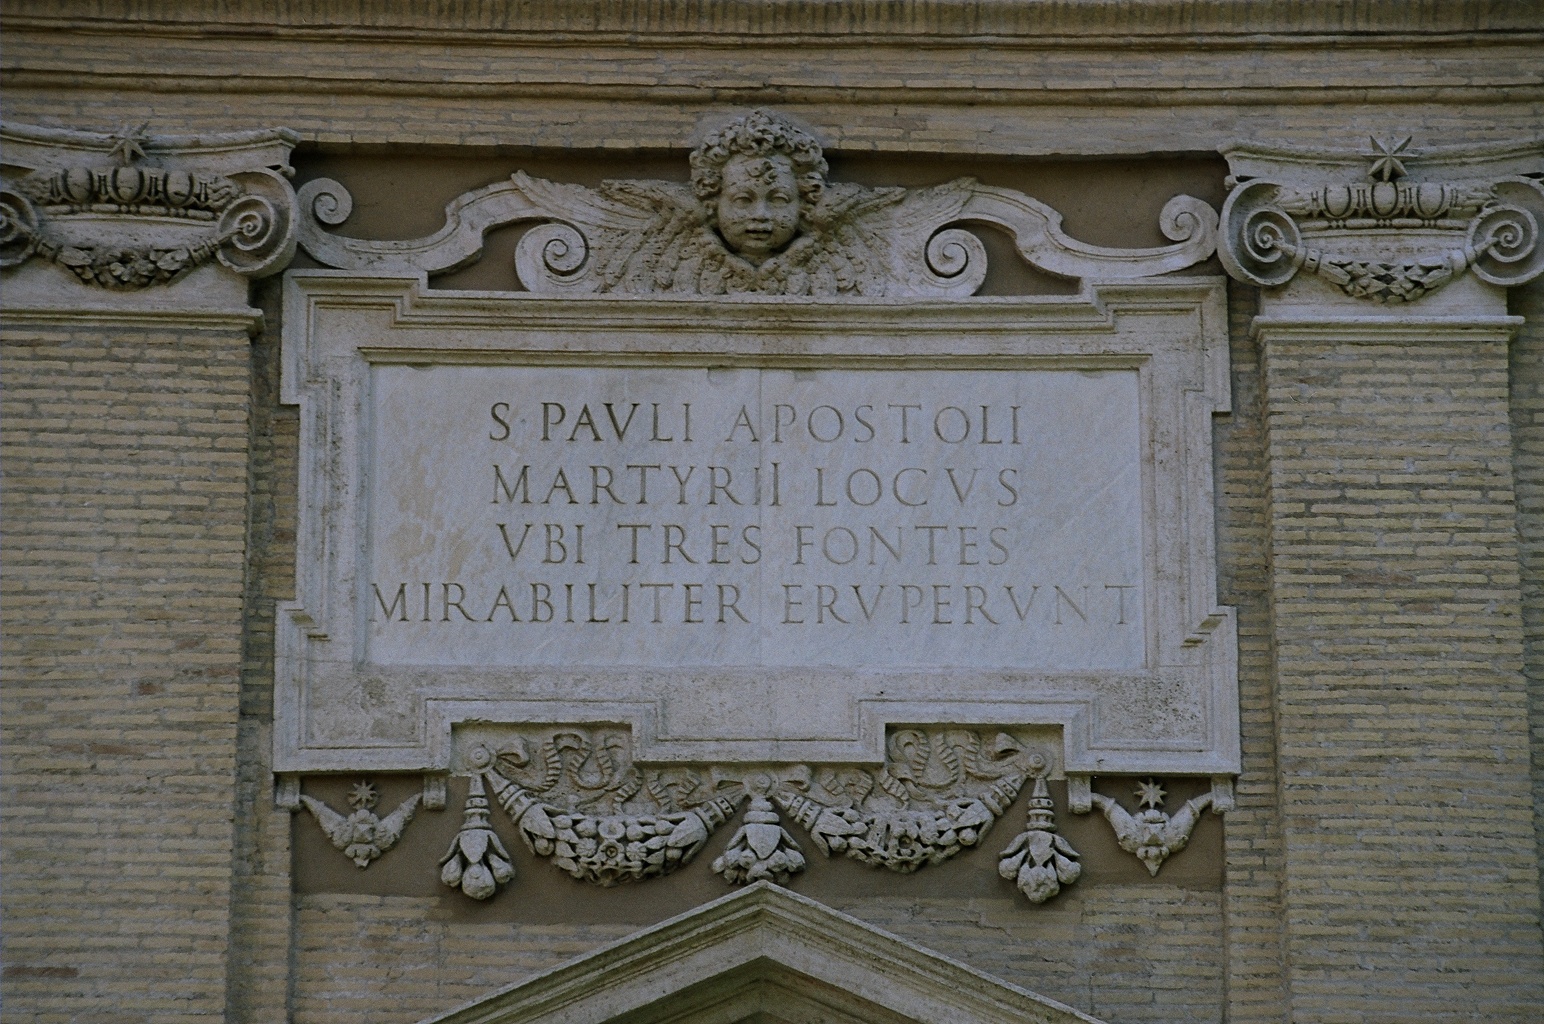 S PAVLI APOSTOLI
MARTYRII LOCVS
VBI TRES FONTES
MIRABILITER ERVPERVNT